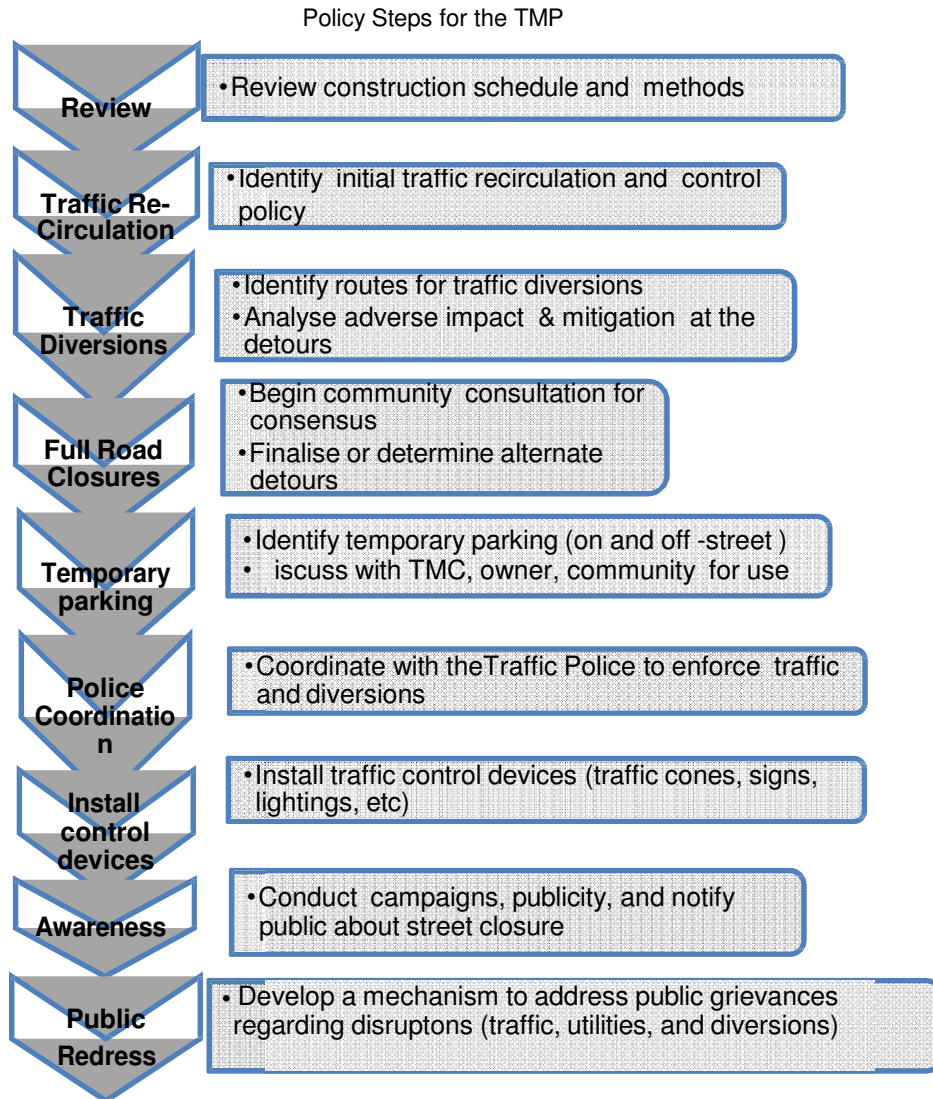 Policy Steps for the TMP
Review
•Review construction schedule and methods
Traffic Re-
Circulation
•Identify initial traffic recirculation and control
policy
Traffic
Diversions
•Identify routes for traffic diversions
•Analyse adverse impact & mitigation at the
detours
Full Road
Closures
•Begin community consultation for
consensus
•Finalise or determine alternate
detours
Temporary
parking
•Identify temporary parking (on and off -street )
• iscuss with TMC, owner, community for use
Police
Coordinatio
n
•Coordinate with theTraffic Police to enforce traffic
and diversions
Install
control
devices
•Install traffic control devices (traffic cones, signs,
lightings, etc)
Awareness
•Conduct campaigns, publicity, and notify
public about street closure
Public
Redress
• Develop a mechanism to address public grievances
regarding disruptons (traffic, utilities, and diversions)